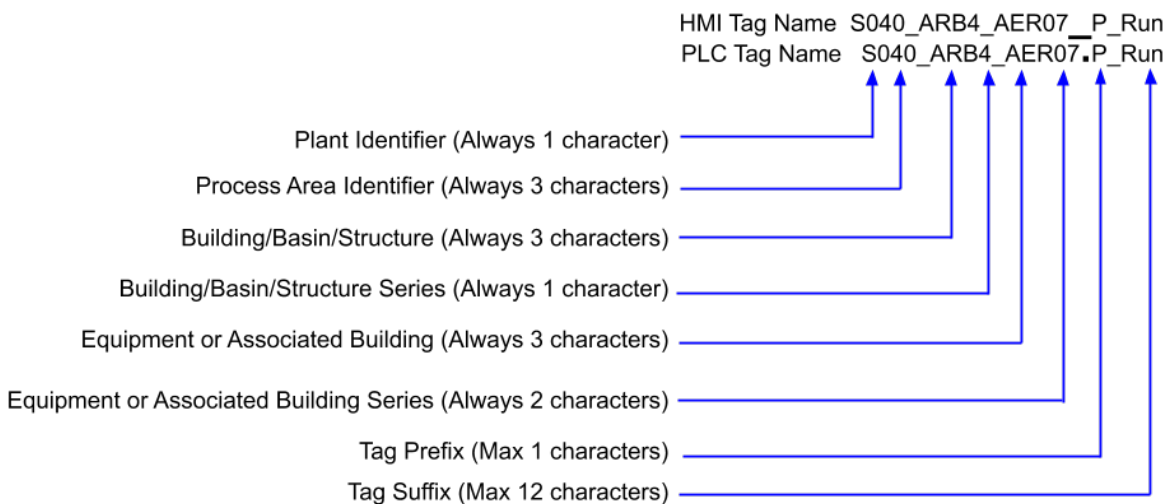 HMI Tag Name S040_ARB4_AER07_P_Run
PLC Tag Name S040_ARB4_AER07.P_Run
Plant Identifier (Always 1 character)
Process Area Identifier (Always 3 characters)
Building/Basin/Structure (Always 3 characters)
Building/Basin/Structure Series (Always 1 character)
Equipment or Associated Building (Always 3 characters)
Equipment or Associated Building Series (Always 2 characters)
Tag Prefix (Max 1 characters)
Tag Suffix (Max 12 characters)